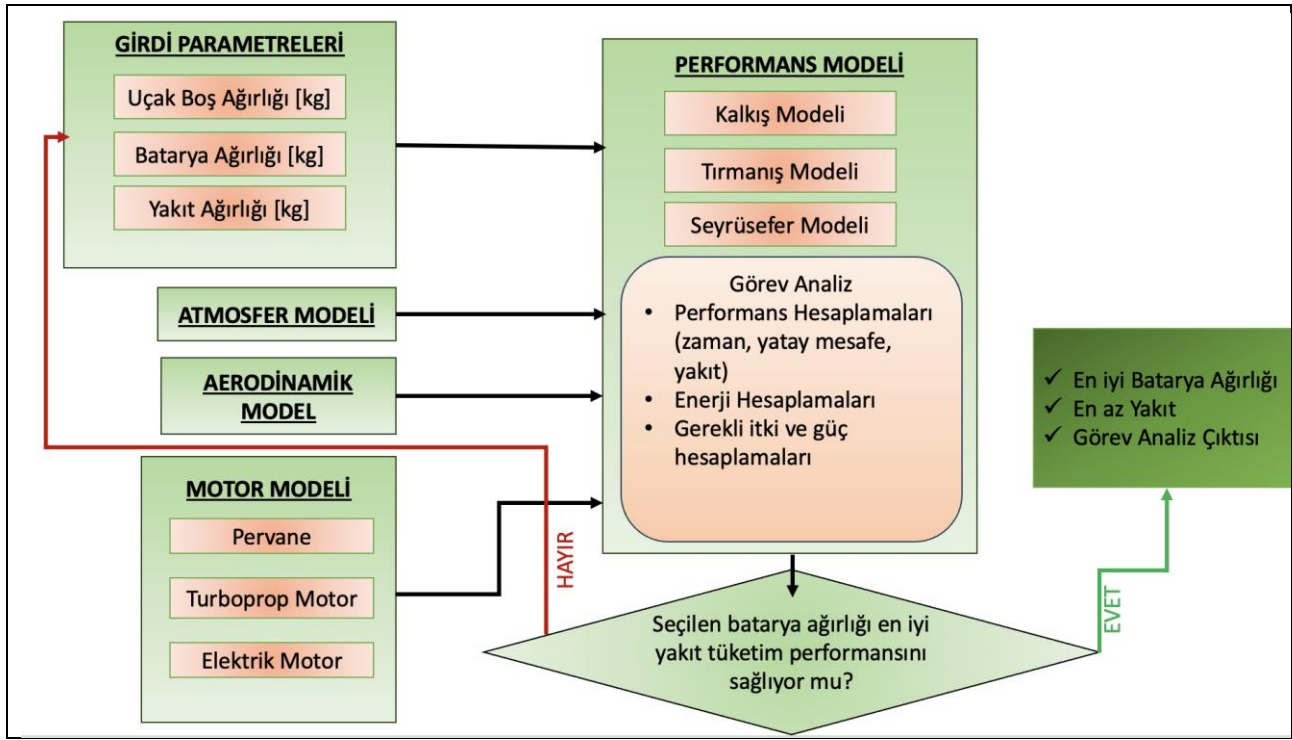 GİRDİ PARAMETRELERİ
Uçak Boş Ağırlığı [kg]
Batarya Ağırlığı [kg]
Yakıt Ağırlığı [kg]
ATMOSFER MODELİ
AERODİNAMİK
MODEL
MOTOR MODELİ
Pervane
Turboprop Motor
Elektrik Motor
PERFORMANS MODELİ
Kalkış Modeli
Tırmanış Modeli
Seyrüsefer Modeli
Görev Analiz
• Performans Hesaplamaları
(zaman, yatay mesafe,
yakıt)
• Enerji Hesaplamaları
• Gerekli itki ve güç
hesaplamaları
HAYIR
Seçilen batarya ağırlığı en iyi
yakıt tüketim performansını
sağlıyor mu?
EVET
✓ En iyi Batarya Ağırlığı
✓ En az Yakıt
✓ Görev Analiz Çıktısı